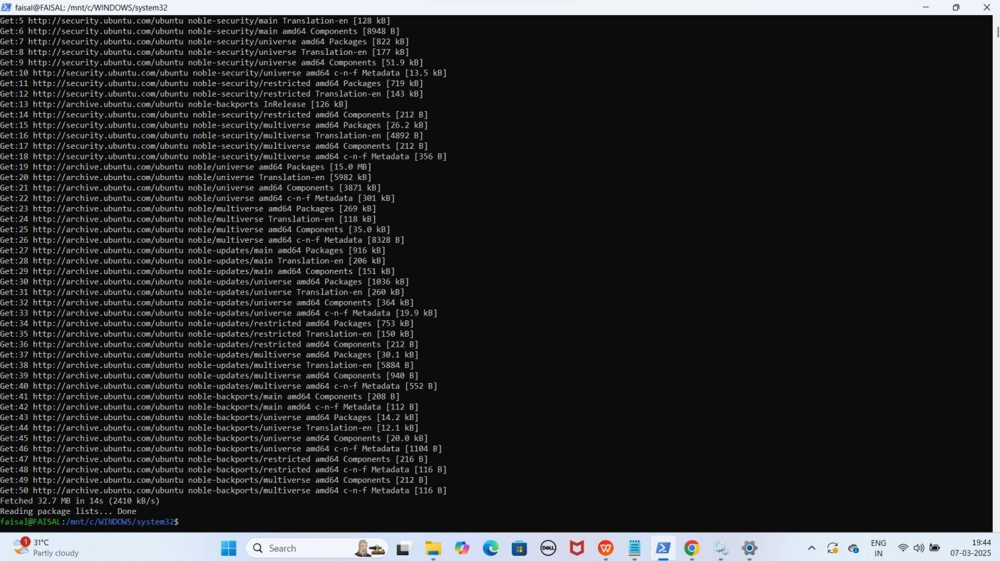 faisal@FAISAL: /mnt/c/WINDOWS/system32
Get:5 http://security.ubuntu.com/ubuntu noble-security/main Translation-en [128 kB]
Get:6 http://security.ubuntu.com/ubuntu noble-security/main amd64 Components [8948 B]
Get:7 http://security.ubuntu.com/ubuntu noble-security/universe amd64 Packages [822 kB]
Get:8 http://security.ubuntu.com/ubuntu noble-security/universe Translation-en [177 kB]
Get:9 http://security.ubuntu.com/ubuntu noble-security/universe amd64 Components [51.9 kB]
Get:10 http://security.ubuntu.com/ubuntu noble-security/universe amd64 c-n-f Metadata [13.5 kB]
Get:11 http://security.ubuntu.com/ubuntu noble-security/restricted amd64 Packages [719 kB]
Get:12 http://security.ubuntu.com/ubuntu noble-security/restricted Translation-en [143 kB]
Get:13 http://archive.ubuntu.com/ubuntu noble-backports InRelease [126 kB]
Get:14 http://security.ubuntu.com/ubuntu noble-security/restricted amd64 Components [212 B]
Get:15 http://security.ubuntu.com/ubuntu noble-security/multiverse amd64 Packages [26.2 kB]
Get:16 http://security.ubuntu.com/ubuntu noble-security/multiverse Translation-en [4892 B]
Get:17 http://security.ubuntu.com/ubuntu noble-security/multiverse amd64 Components [212 B]
Get:18 http://security.ubuntu.com/ubuntu noble-security/multiverse amd64 c-n-f Metadata [356 B]
Get:19 http://archive.ubuntu.com/ubuntu noble/universe amd64 Packages [15.0 MB]
Get:20 http://archive.ubuntu.com/ubuntu noble/universe Translation-en [5982 kB]
Get:21 http://archive.ubuntu.com/ubuntu noble/universe amd64 Components [3871 kB]
Get:22 http://archive.ubuntu.com/ubuntu noble/universe amd64 c-n-f Metadata [301 kB]
Get:23 http://archive.ubuntu.com/ubuntu noble/multiverse amd64 Packages [269 kB]
Get:24 http://archive.ubuntu.com/ubuntu noble/multiverse Translation-en [118 kB]
Get:25 http://archive.ubuntu.com/ubuntu noble/multiverse amd64 Components [35.0 kB]
Get:26 http://archive.ubuntu.com/ubuntu noble/multiverse amd64 c-n-f Metadata [8328 B]
Get:27 http://archive.ubuntu.com/ubuntu noble-updates/main amd64 Packages [916 kB]
Get:28 http://archive.ubuntu.com/ubuntu noble-updates/main Translation-en [206 kB]
Get:29 http://archive.ubuntu.com/ubuntu noble-updates/main amd64 Components [151 kB]
Get:30 http://archive.ubuntu.com/ubuntu noble-updates/universe amd64 Packages [1036 kB]
Get:31 http://archive.ubuntu.com/ubuntu noble-updates/universe Translation-en [260 kB]
Get:32 http://archive.ubuntu.com/ubuntu noble-updates/universe amd64 Components [364 kB]
Get:33 http://archive.ubuntu.com/ubuntu noble-updates/universe amd64 c-n-f Metadata [19.9 kB]
Get:34 http://archive.ubuntu.com/ubuntu noble-updates/restricted amd64 Packages [753 kB]
Get:35 http://archive.ubuntu.com/ubuntu noble-updates/restricted Translation-en [150 kB]
Get:36 http://archive.ubuntu.com/ubuntu noble-updates/restricted amd64 Components [212 B]
Get:37 http://archive.ubuntu.com/ubuntu noble-updates/multiverse amd64 Packages [30.1 kB]
Get:38 http://archive.ubuntu.com/ubuntu noble-updates/multiverse Translation-en [5884 B]
Get:39 http://archive.ubuntu.com/ubuntu noble-updates/multiverse amd64 Components [940 B]
Get:40 http://archive.ubuntu.com/ubuntu noble-updates/multiverse amd64 c-n-f Metadata [552 B]
Get:41 http://archive.ubuntu.com/ubuntu noble-backports/main amd64 Components [208 B]
Get:42 http://archive.ubuntu.com/ubuntu noble-backports/main amd64 c-n-f Metadata [112 B]
Get:43 http://archive.ubuntu.com/ubuntu noble-backports/universe amd64 Packages [14.2 kB]
Get:44 http://archive.ubuntu.com/ubuntu noble-backports/universe Translation-en [12.1 kB]
Get:45 http://archive.ubuntu.com/ubuntu noble-backports/universe amd64 Components [20.0 kB]
Get:46 http://archive.ubuntu.com/ubuntu noble-backports/universe amd64 c-n-f Metadata [1104 B]
Get:47 http://archive.ubuntu.com/ubuntu noble-backports/restricted amd64 Components [216 B]
Get:48 http://archive.ubuntu.com/ubuntu noble-backports/restricted amd64 c-n-f Metadata [116 B]
Get:49 http://archive.ubuntu.com/ubuntu noble-backports/multiverse amd64 Components [212 B]
Get:50 http://archive.ubuntu.com/ubuntu noble-backports/multiverse amd64 c-n-f Metadata [116 B]
Fetched 32.7 MB in 14s (2410 kB/s)
Reading package lists... Done
faisal@FAISAL:/mnt/c/WINDOWS/system32$
1
31°C
Partly cloudy
Search
DELL
W
ENG
IN
19:44
07-03-2025